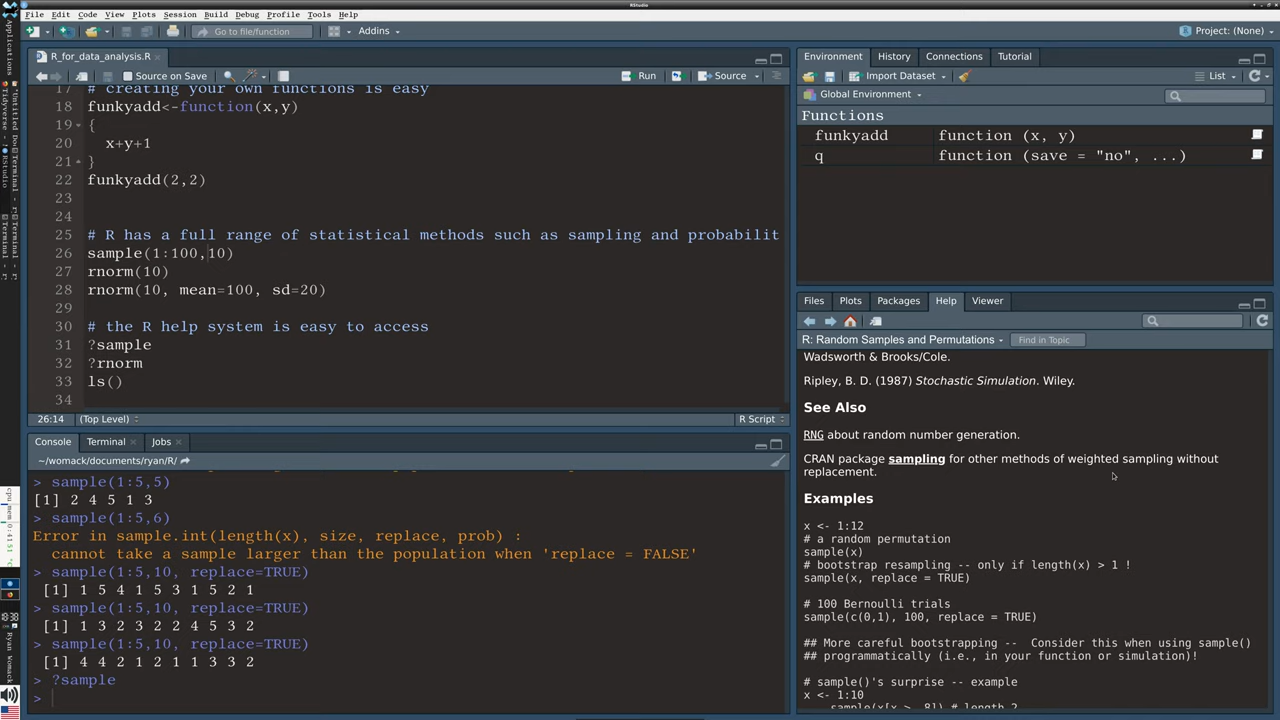 RStudio
File Edit Code View Plots Session Build Debug Profile Tools Help
Go to file/function
Addins
Project: (None)
R_for_data_analysis.R
Source on Save
Run
Source
17 # creating your own functions is easy
18 funkyadd<-function(x,y)
19 {
20 x+y+1
21 }
22 funkyadd(2,2)
23
24
25 # R has a full range of statistical methods such as sampling and probabilit
26 sample(1:100,10)
27 rnorm(10)
28 rnorm(10, mean=100, sd=20)
29
30 # the R help system is easy to access
31 ?sample
32 ?rnorm
33 ls()
34
26:14 (Top Level) R Script
Console Terminal Jobs
~/womack/documents/ryan/R/
> sample(1:5,5)
[1] 2 4 5 1 3
> sample(1:5,6)
Error in sample.int(length(x), size, replace, prob) :
cannot take a sample larger than the population when 'replace = FALSE'
> sample(1:5,10, replace=TRUE)
[1] 1 5 4 1 5 3 1 5 2 1
> sample(1:5,10, replace=TRUE)
[1] 1 3 2 3 2 2 4 5 3 2
> sample(1:5,10, replace=TRUE)
[1] 4 4 2 1 2 1 1 3 3 2
> ?sample
>
Environment History Connections Tutorial
Import Dataset
List
Global Environment
Functions
funkyadd function (x, y)
q function (save = "no", ...)
Files Plots Packages Help Viewer
R: Random Samples and Permutations
Find in Topic
Wadsworth & Brooks/Cole.
Ripley, B. D. (1987) Stochastic Simulation. Wiley.
See Also
RNG about random number generation.
CRAN package sampling for other methods of weighted sampling without
replacement.
Examples
x <- 1:12
# a random permutation
sample(x)
# bootstrap resampling -- only if length(x) > 1 !
sample(x, replace = TRUE)
# 100 Bernoulli trials
sample(c(0,1), 100, replace = TRUE)
## More careful bootstrapping -- Consider this when using sample()
## programmatically (i.e., in your function or simulation)!
# sample()'s surprise -- example
x <- 1:10
Applications
Tidyverse -
RStudio
Terminal -
Terminal -
Terminal -
cpu mem
10:38
Ryan Womack